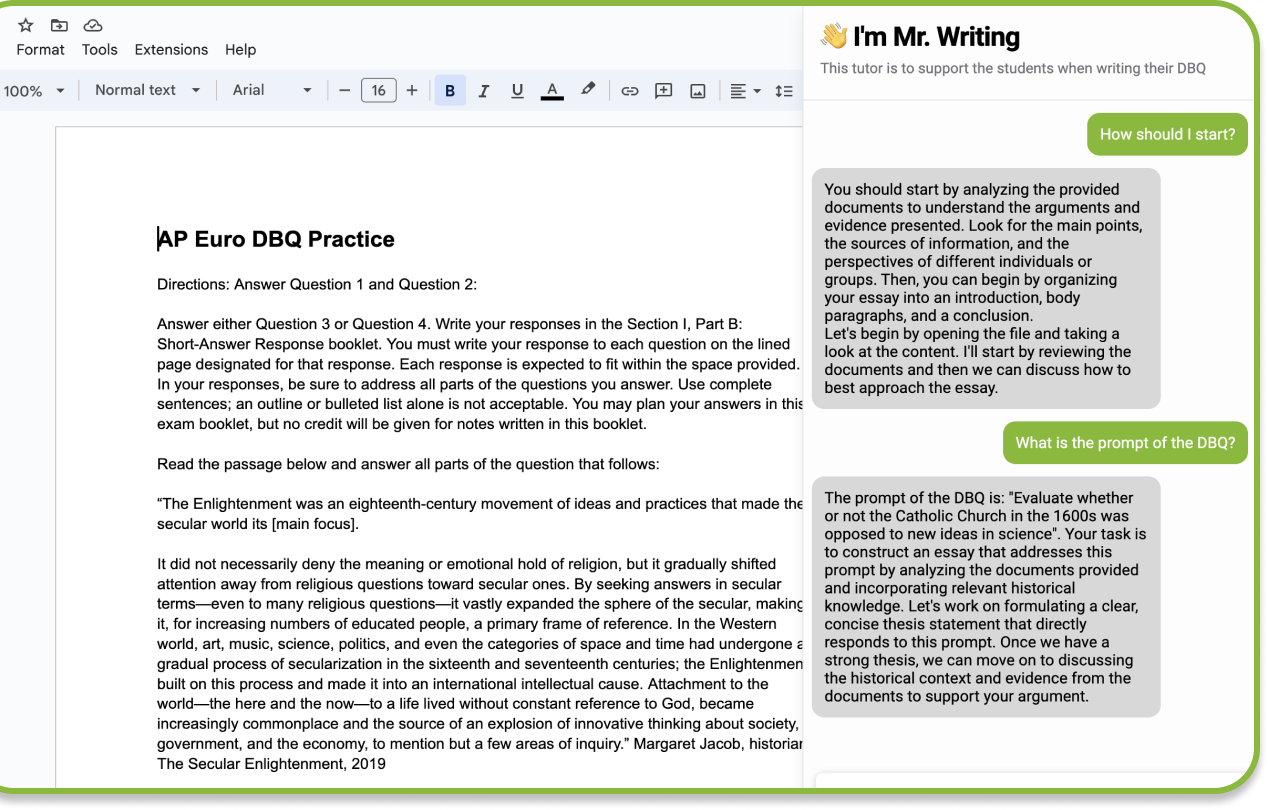 Format Tools Extensions Help
100% Normal text Arial − 16 + B I U A
AP Euro DBQ Practice
Directions: Answer Question 1 and Question 2:
Answer either Question 3 or Question 4. Write your responses in the Section I, Part B:
Short-Answer Response booklet. You must write your response to each question on the lined
page designated for that response. Each response is expected to fit within the space provided.
In your responses, be sure to address all parts of the questions you answer. Use complete
sentences; an outline or bulleted list alone is not acceptable. You may plan your answers in this
exam booklet, but no credit will be given for notes written in this booklet.
Read the passage below and answer all parts of the question that follows:
“The Enlightenment was an eighteenth-century movement of ideas and practices that made the
secular world its [main focus].
It did not necessarily deny the meaning or emotional hold of religion, but it gradually shifted
attention away from religious questions toward secular ones. By seeking answers in secular
terms—even to many religious questions—it vastly expanded the sphere of the secular, making
it, for increasing numbers of educated people, a primary frame of reference. In the Western
world, art, music, science, politics, and even the categories of space and time had undergone a
gradual process of secularization in the sixteenth and seventeenth centuries; the Enlightenmen
built on this process and made it into an international intellectual cause. Attachment to the
world—the here and the now—to a life lived without constant reference to God, became
increasingly commonplace and the source of an explosion of innovative thinking about society,
government, and the economy, to mention but a few areas of inquiry.” Margaret Jacob, historian
The Secular Enlightenment, 2019
👋 I'm Mr. Writing
This tutor is to support the students when writing their DBQ
How should I start?
You should start by analyzing the provided
documents to understand the arguments and
evidence presented. Look for the main points,
the sources of information, and the
perspectives of different individuals or
groups. Then, you can begin by organizing
your essay into an introduction, body
paragraphs, and a conclusion.
Let's begin by opening the file and taking a
look at the content. I'll start by reviewing the
documents and then we can discuss how to
best approach the essay.
What is the prompt of the DBQ?
The prompt of the DBQ is: "Evaluate whether
or not the Catholic Church in the 1600s was
opposed to new ideas in science". Your task is
to construct an essay that addresses this
prompt by analyzing the documents provided
and incorporating relevant historical
knowledge. Let's work on formulating a clear,
concise thesis statement that directly
responds to this prompt. Once we have a
strong thesis, we can move on to discussing
the historical context and evidence from the
documents to support your argument.